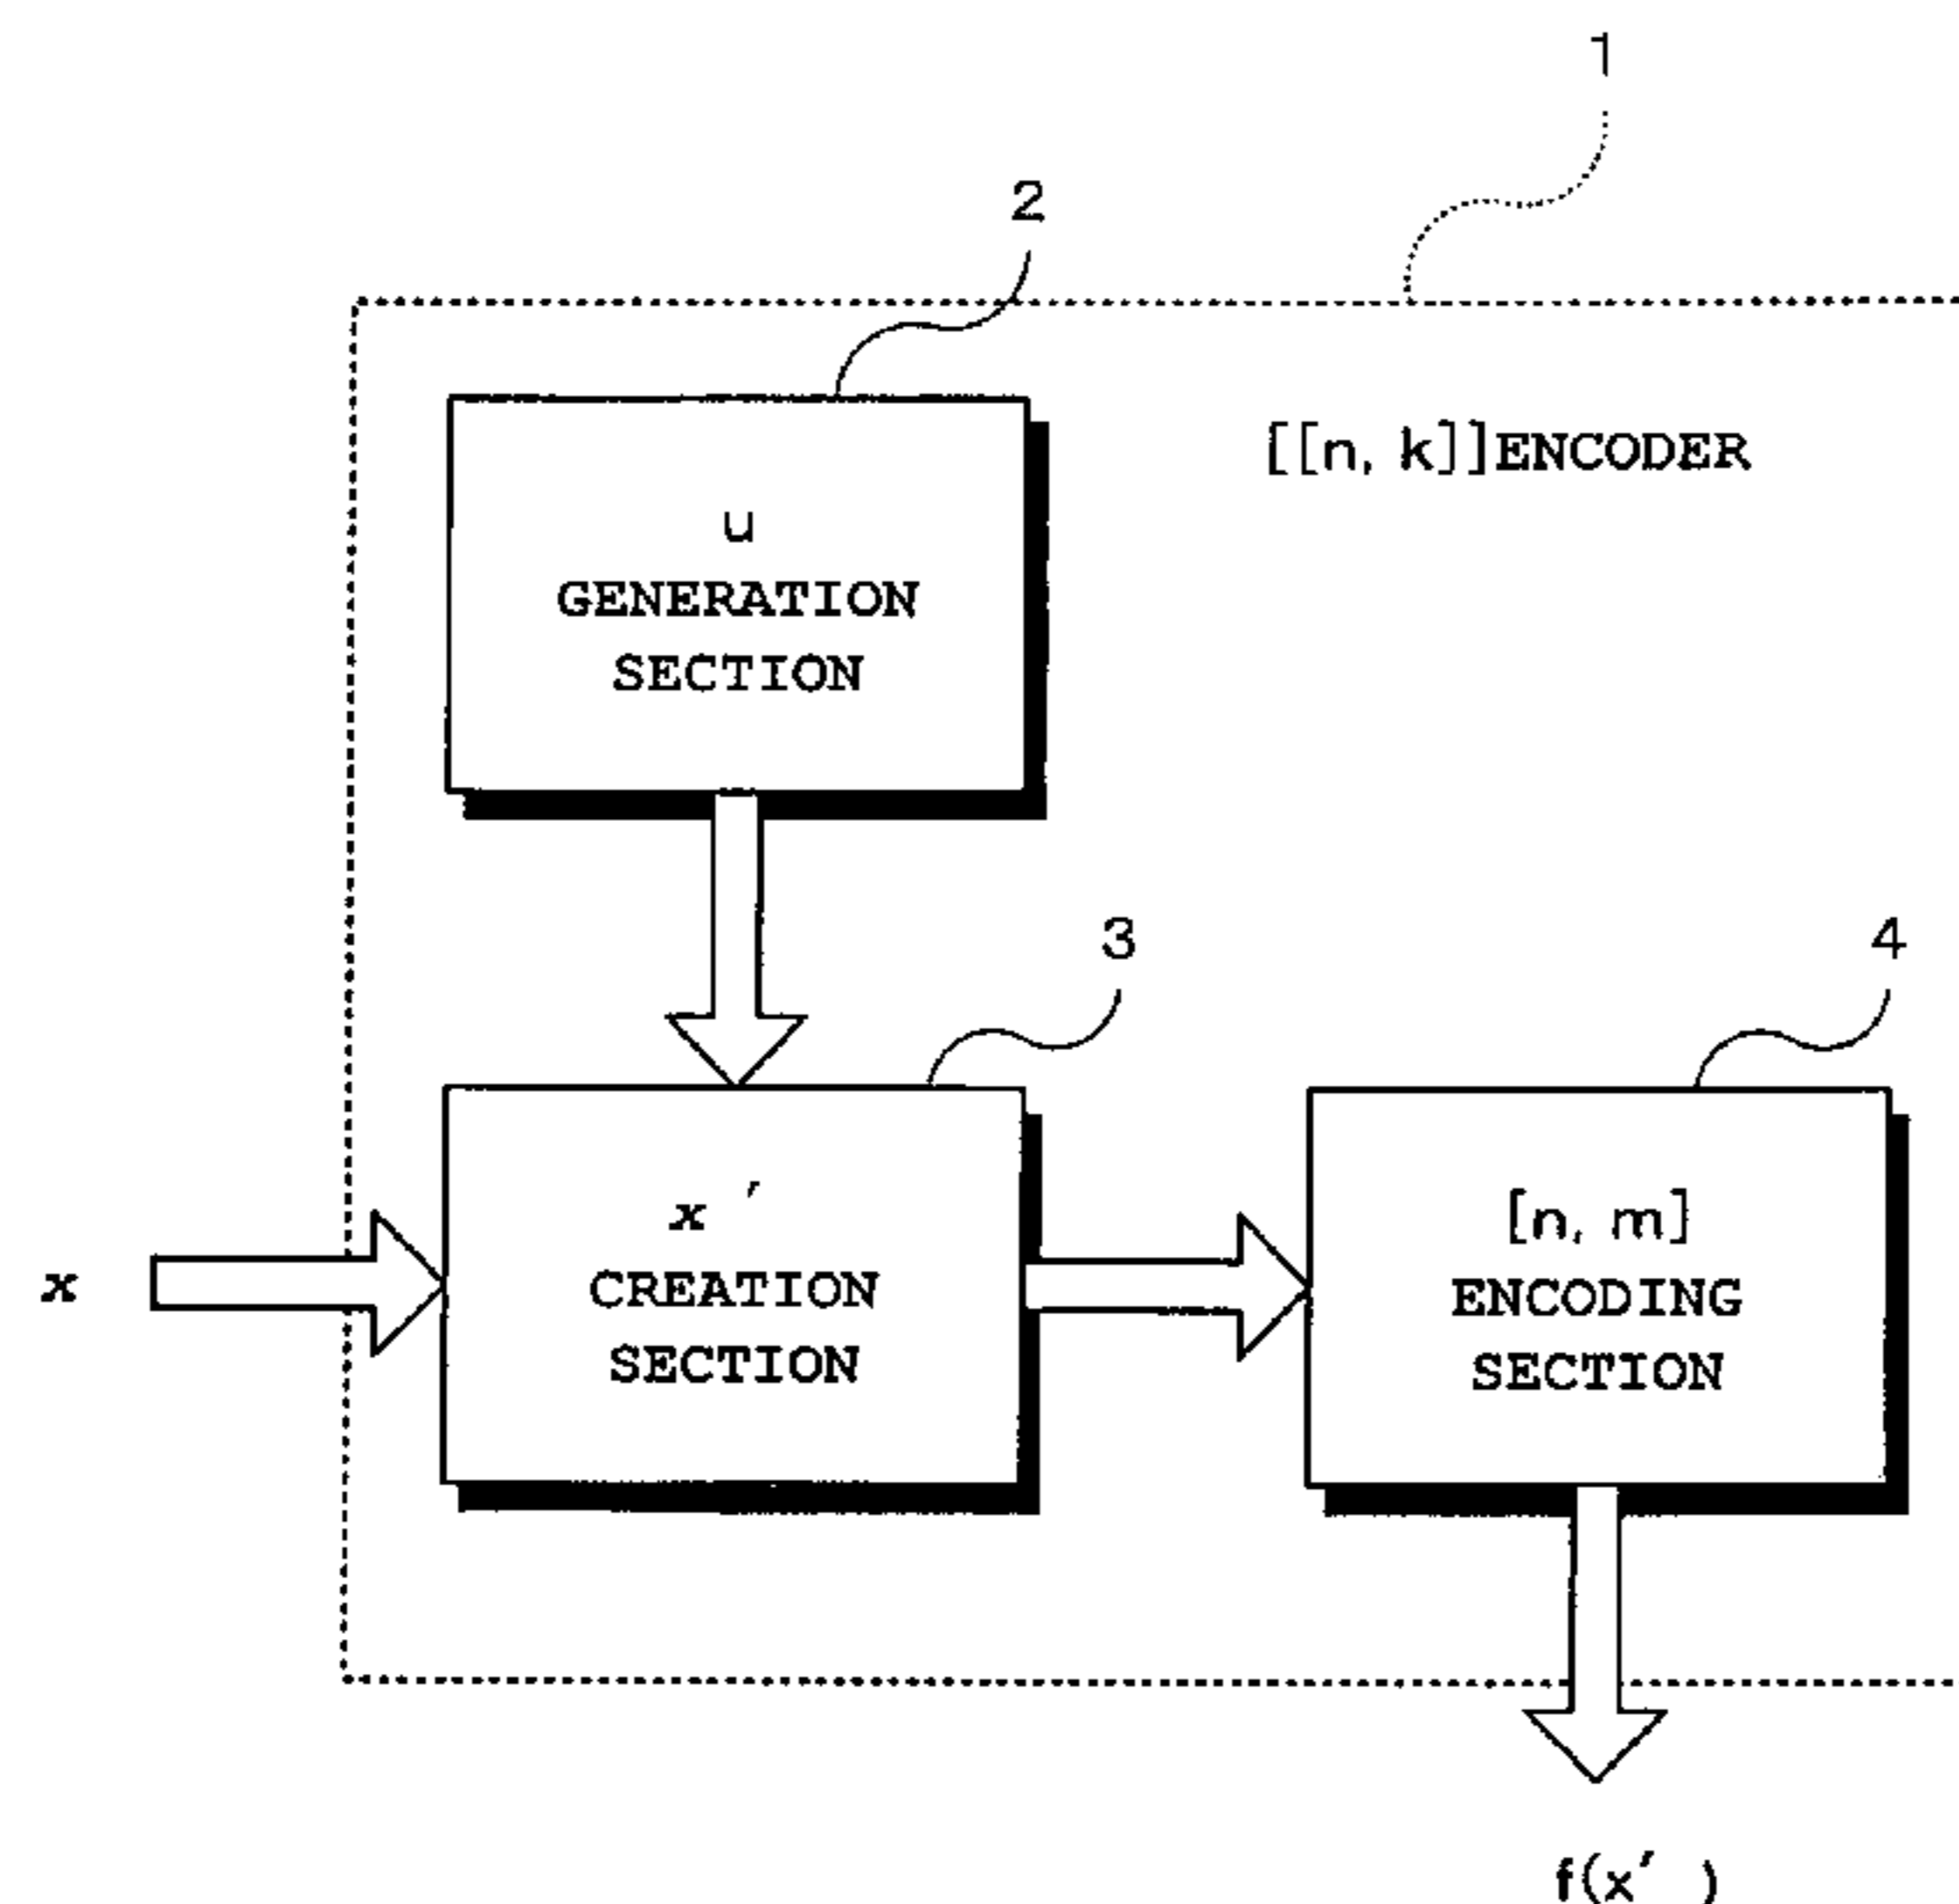 1
2
[[n, k]]ENCODER
u
GENERATION
SECTION
3
4
x
x′
CREATION
SECTION
[n, m]
ENCODING
SECTION
f(x′ )